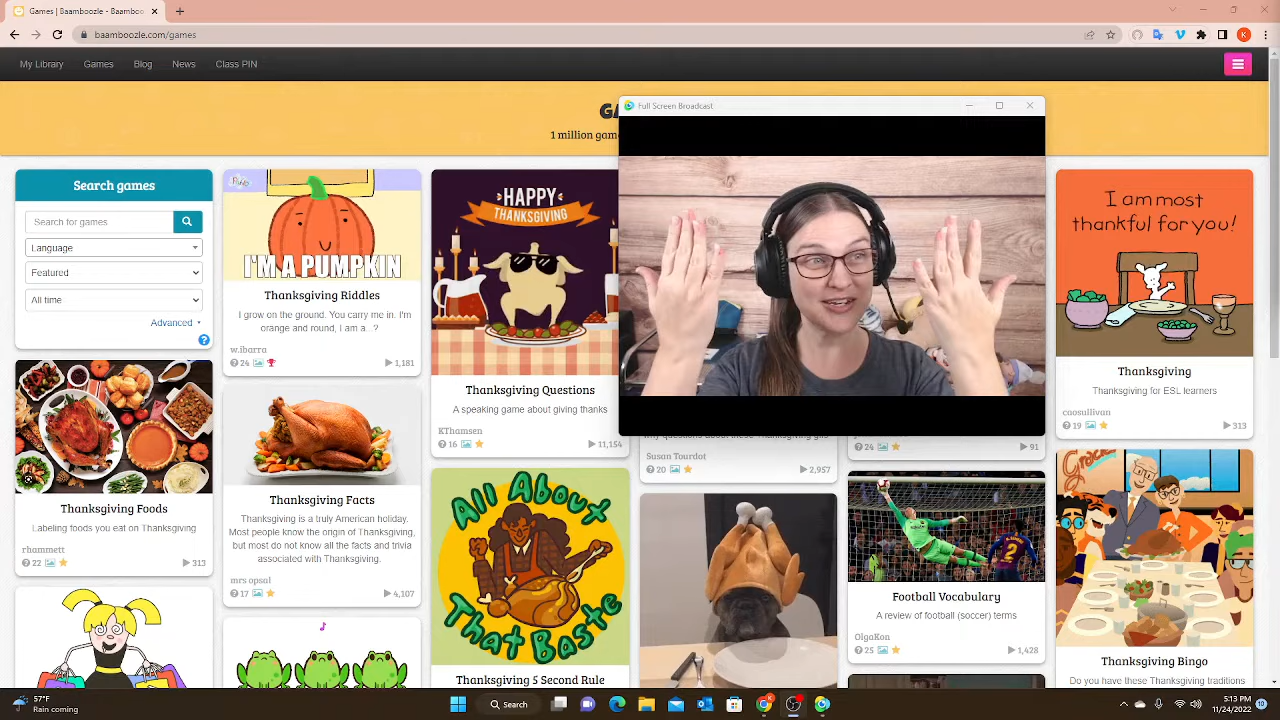 Games | Baamboozle - Baamboo
baamboozle.com/games
K
My Library
Games
Blog
News
Class PIN
1 million
Full Screen Broadcast
Search games
Search for games
Language
Featured
All time
Advanced
Thanksgiving Foods
Labeling foods you eat on Thanksgiving
rhammett
22
313
I'M A PUMPKIN
Thanksgiving Riddles
I grow on the ground. You carry me in. I'm
orange and round, I am a...?
w.ibarra
24
1,181
Thanksgiving Facts
Thanksgiving is a truly American holiday.
Most people know the origin of Thanksgiving,
but most do not know all the facts and trivia
associated with Thanksgiving.
mrs opsal
17
4,107
HAPPY
THANKSGIVING
Thanksgiving Questions
A speaking game about giving thanks
KThamsen
16
11,154
All About
That Baste
Thanksgiving 5 Second Rule
Susan Tourdot
20
2,957
24
91
2
Football Vocabulary
A review of football (soccer) terms
OlgaKon
25
1,428
I am most
thankful for you!
Thanksgiving
Thanksgiving for ESL learners
caosullivan
19
313
Thanksgiving Bingo
Do you have these Thanksgiving traditions
57°F
Rain coming
Search
5:13 PM
11/24/2022